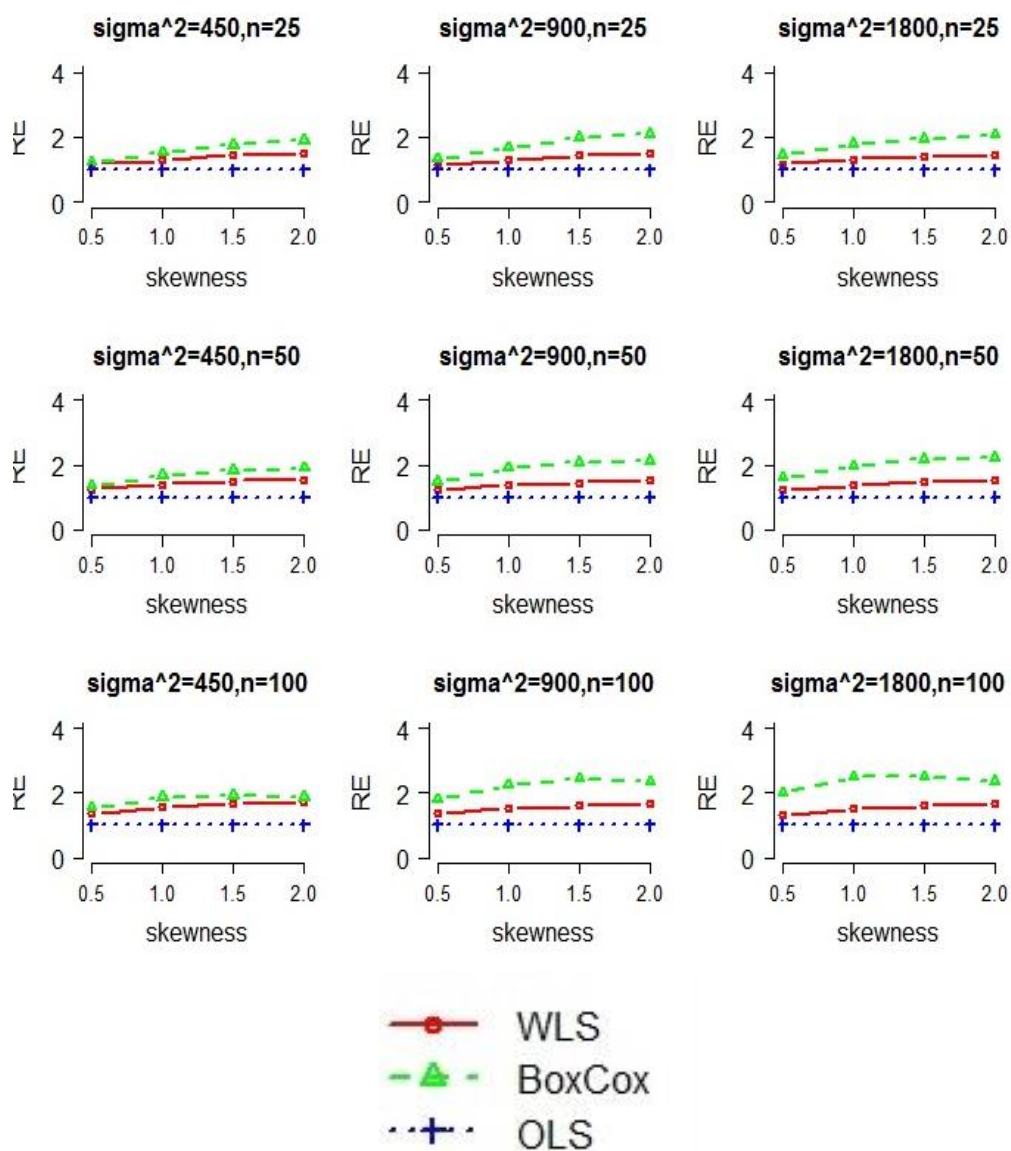 sigma^2=450,n=25 sigma^2=900,n=25 sigma^2=1800,n=25
RE RE RE
4 4 4
2 2 2
0 0 0
0.5 1.0 1.5 2.0 0.5 1.0 1.5 2.0 0.5 1.0 1.5 2.0
skewness skewness skewness
sigma^2=450,n=50 sigma^2=900,n=50 sigma^2=1800,n=50
RE RE RE
4 4 4
2 2 2
0 0 0
0.5 1.0 1.5 2.0 0.5 1.0 1.5 2.0 0.5 1.0 1.5 2.0
skewness skewness skewness
sigma^2=450,n=100 sigma^2=900,n=100 sigma^2=1800,n=100
RE RE RE
4 4 4
2 2 2
0 0 0
0.5 1.0 1.5 2.0 0.5 1.0 1.5 2.0 0.5 1.0 1.5 2.0
skewness skewness skewness
WLS
BoxCox
OLS